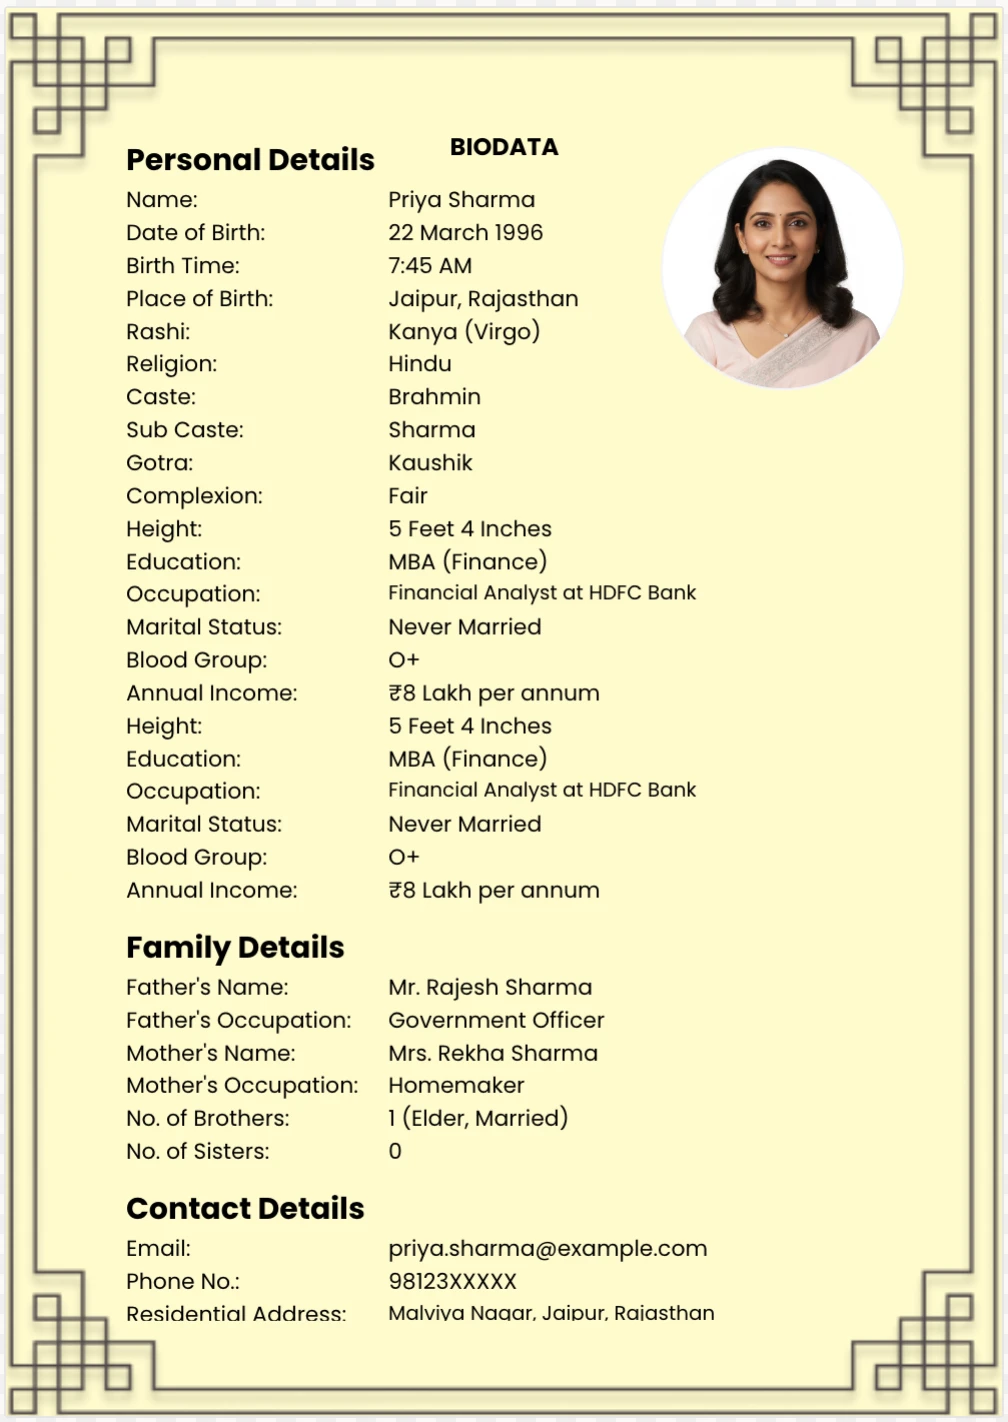 BIODATA
Personal Details
Name: Priya Sharma
Date of Birth: 22 March 1996
Birth Time: 7:45 AM
Place of Birth: Jaipur, Rajasthan
Rashi: Kanya (Virgo)
Religion: Hindu
Caste: Brahmin
Sub Caste: Sharma
Gotra: Kaushik
Complexion: Fair
Height: 5 Feet 4 Inches
Education: MBA (Finance)
Occupation: Financial Analyst at HDFC Bank
Marital Status: Never Married
Blood Group: O+
Annual Income: ₹8 Lakh per annum
Height: 5 Feet 4 Inches
Education: MBA (Finance)
Occupation: Financial Analyst at HDFC Bank
Marital Status: Never Married
Blood Group: O+
Annual Income: ₹8 Lakh per annum
Family Details
Father's Name: Mr. Rajesh Sharma
Father's Occupation: Government Officer
Mother's Name: Mrs. Rekha Sharma
Mother's Occupation: Homemaker
No. of Brothers: 1 (Elder, Married)
No. of Sisters: 0
Contact Details
Email: priya.sharma@example.com
Phone No.: 98123XXXXX
Residential Address: Malviya Nagar, Jaipur, Rajasthan